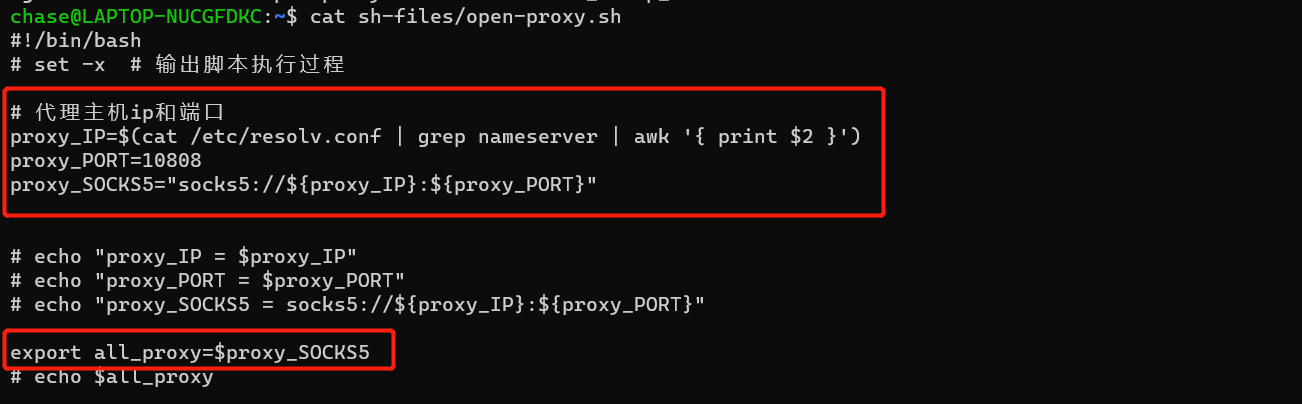 chase@LAPTOP-NUCGFDKC:~$ cat sh-files/open-proxy.sh
#!/bin/bash
# set -x  # 输出脚本执行过程
# 代理主机ip和端口
proxy_IP=$(cat /etc/resolv.conf | grep nameserver | awk '{ print $2 }')
proxy_PORT=10808
proxy_SOCKS5="socks5://${proxy_IP}:${proxy_PORT}"
# echo "proxy_IP = $proxy_IP"
# echo "proxy_PORT = $proxy_PORT"
# echo "proxy_SOCKS5 = socks5://${proxy_IP}:${proxy_PORT}"
export all_proxy=$proxy_SOCKS5
# echo $all_proxy